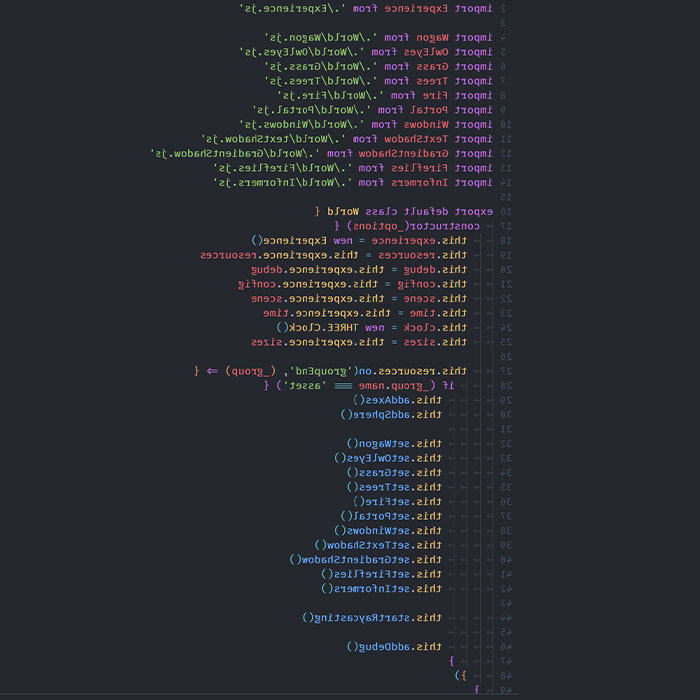 2 import Experience from './Experience.js'
3
4 import Wagon from './World/Wagon.js'
5 import OwlEyes from './World/OwlEyes.js'
6 import Grass from './World/Grass.js'
7 import Trees from './World/Trees.js'
8 import Fire from './World/Fire.js'
9 import Portal from './World/Portal.js'
10 import Windows from './World/Windows.js'
11 import TextShadow from './World/textShadow.js'
12 import GradientShadow from './World/GradientShadow.js'
13 import Fireflies from './World/Fireflies.js'
14 import Informers from './World/Informers.js'
15
16 export default class World {
17 constructor(_options) {
18 this.experience = new Experience()
19 this.resources = this.experience.resources
20 this.debug = this.experience.debug
21 this.config = this.experience.config
22 this.scene = this.experience.scene
23 this.time = this.experience.time
24 this.clock = new THREE.Clock()
25 this.sizes = this.experience.sizes
26
27 this.resources.on('groupEnd', (_group) => {
28 if (_group.name === 'asset') {
29 this.addAxes()
30 this.addSphere()
31
32 this.setWagon()
33 this.setOwlEyes()
34 this.setGrass()
35 this.setTrees()
36 this.setFire()
37 this.setPortal()
38 this.setWindows()
39 this.setTextShadow()
40 this.setGradientShadow()
41 this.setFireflies()
42 this.setInformers()
43
44 this.startRaycasting()
45
46 this.addDebug()
47 }
48 })
49 }